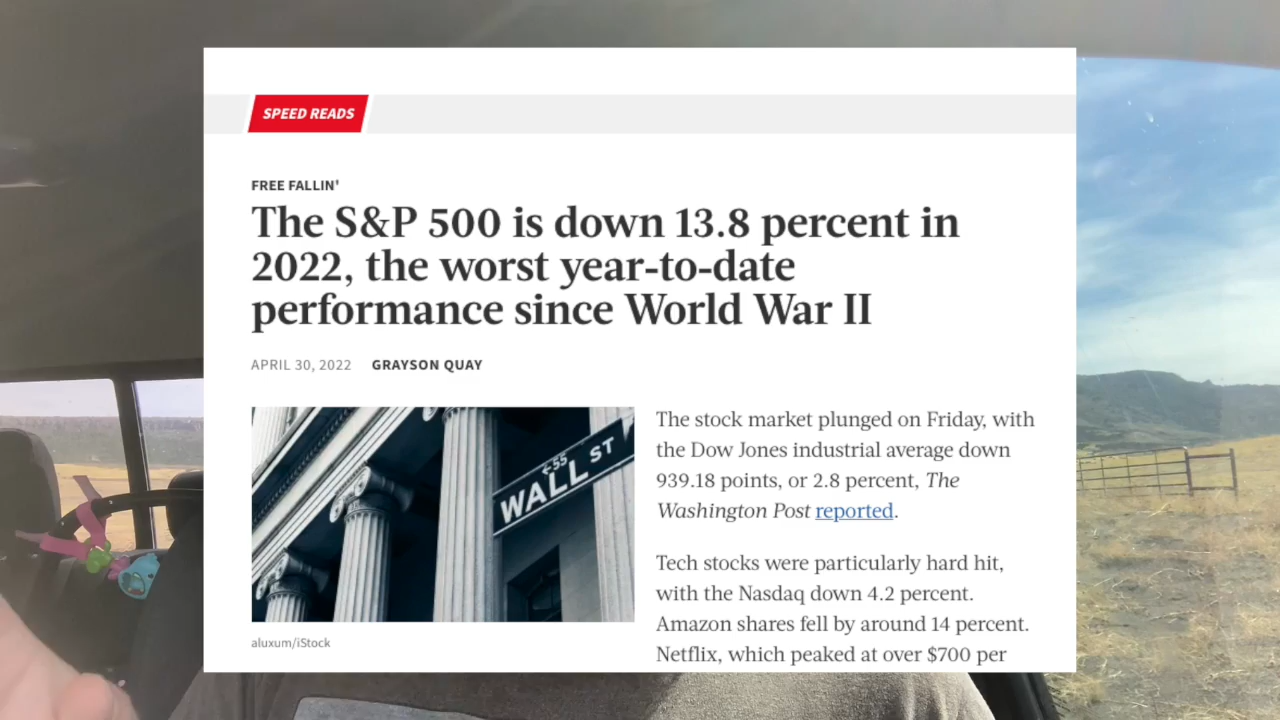 SPEED READS
FREE FALLIN'
The S&P 500 is down 13.8 percent in
2022, the worst year-to-date
performance since World War II
APRIL 30, 2022 GRAYSON QUAY
←55
WALL ST
aluxum/iStock
The stock market plunged on Friday, with
the Dow Jones industrial average down
939.18 points, or 2.8 percent, The
Washington Post reported.
Tech stocks were particularly hard hit,
with the Nasdaq down 4.2 percent.
Amazon shares fell by around 14 percent.
Netflix, which peaked at over $700 per